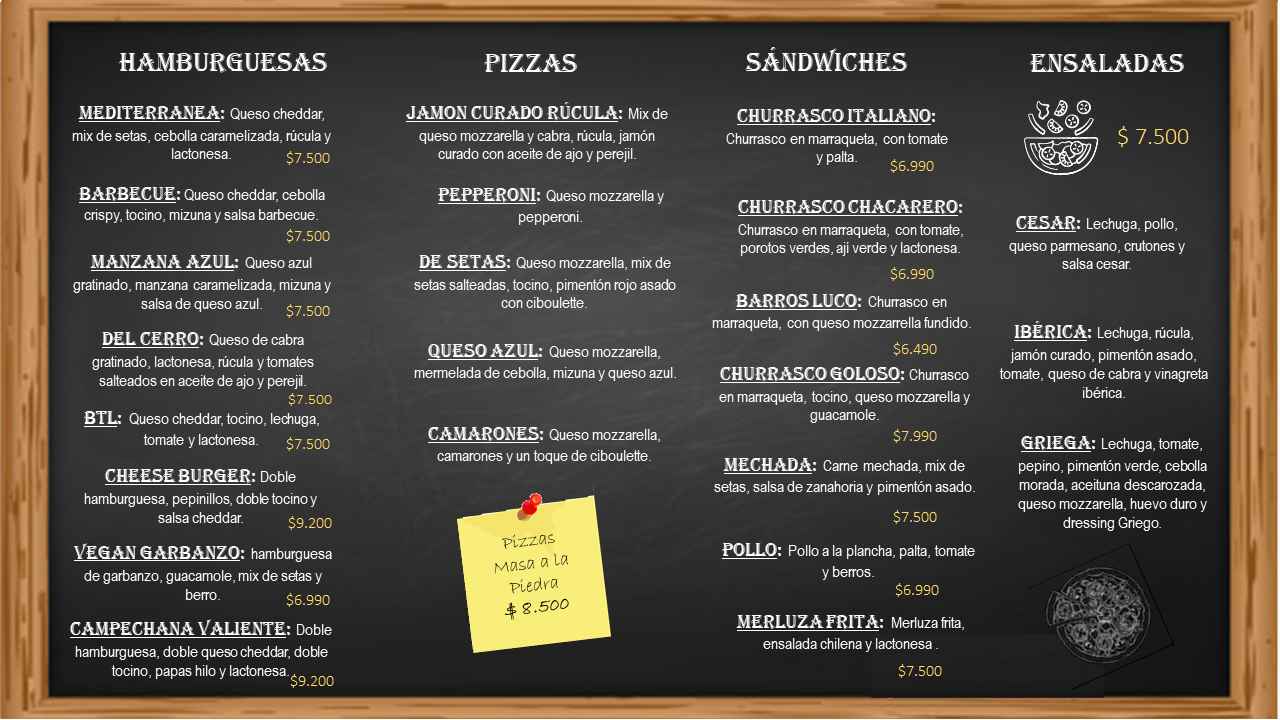 HAMBURGUESAS
MEDITERRANEA: Queso cheddar,
mix de setas, cebolla caramelizada, rúcula y
lactonesa.
$7.500
BARBECUE: Queso cheddar, cebolla
crispy, tocino, mizuna y salsa barbecue.
$7.500
MANZANA AZUL: Queso azul
gratinado, manzana caramelizada, mizuna y
salsa de queso azul.
$7.500
DEL CERRO: Queso de cabra
gratinado, lactonesa, rúcula y tomates
salteados en aceite de ajo y perejil.
$7.500
BTL: Queso cheddar, tocino, lechuga,
tomate y lactonesa.
$7.500
CHEESE BURGER: Doble
hamburguesa, pepinillos, doble tocino y
salsa cheddar.
$9.200
VEGAN GARBANZO: hamburguesa
de garbanzo, guacamole, mix de setas y
berro.
$6.990
CAMPECHANA VALIENTE: Doble
hamburguesa, doble queso cheddar, doble
tocino, papas hilo y lactonesa.
$9.200
PIZZAS
JAMON CURADO RÚCULA: Mix de
queso mozzarella y cabra, rúcula, jamón
curado con aceite de ajo y perejil.
PEPPERONI: Queso mozzarella y
pepperoni.
DE SETAS: Queso mozzarella, mix de
setas salteadas, tocino, pimentón rojo asado
con ciboulette.
QUESO AZUL: Queso mozzarella,
mermelada de cebolla, mizuna y queso azul.
CAMARONES: Queso mozzarella,
camarones y un toque de ciboulette.
Pizzas
Masa a la
Piedra
$ 8.500
SÁNDWICHES
CHURRASCO ITALIANO:
Churrasco en marraqueta, con tomate
y palta.
$6.990
CHURRASCO CHACARERO:
Churrasco en marraqueta, con tomate,
porotos verdes, aji verde y lactonesa.
$6.990
BARROS LUCO: Churrasco en
marraqueta, con queso mozzarrella fundido.
$6.490
CHURRASCO GOLOSO: Churrasco
en marraqueta, tocino, queso mozzarella y
guacamole.
$7.990
MECHADA: Carne mechada, mix de
setas, salsa de zanahoria y pimentón asado.
$7.500
POLLO: Pollo a la plancha, palta, tomate
y berros.
$6.990
MERLUZA FRITA: Merluza frita,
ensalada chilena y lactonesa .
$7.500
ENSALADAS
$ 7.500
CESAR: Lechuga, pollo,
queso parmesano, crutones y
salsa cesar.
IBÉRICA: Lechuga, rúcula,
jamón curado, pimentón asado,
tomate, queso de cabra y vinagreta
ibérica.
GRIEGA: Lechuga, tomate,
pepino, pimentón verde, cebolla
morada, aceituna descarozada,
queso mozzarella, huevo duro y
dressing Griego.